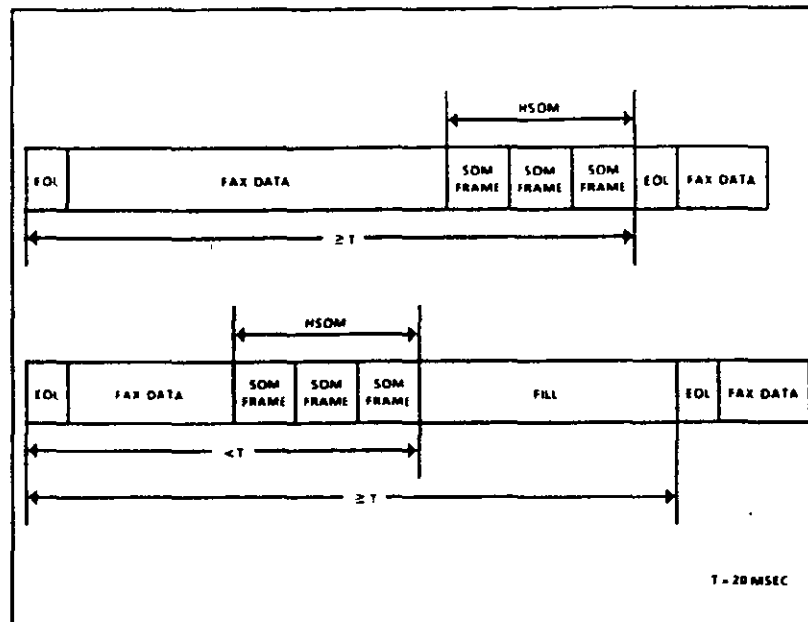 HSOM
EOL FAX DATA SOM FRAME SOM FRAME SOM FRAME EOL FAX DATA
≥ T
HSOM
EOL FAX DATA SOM FRAME SOM FRAME SOM FRAME FILL EOL FAX DATA
< T
≥ T
T = 20 MSEC